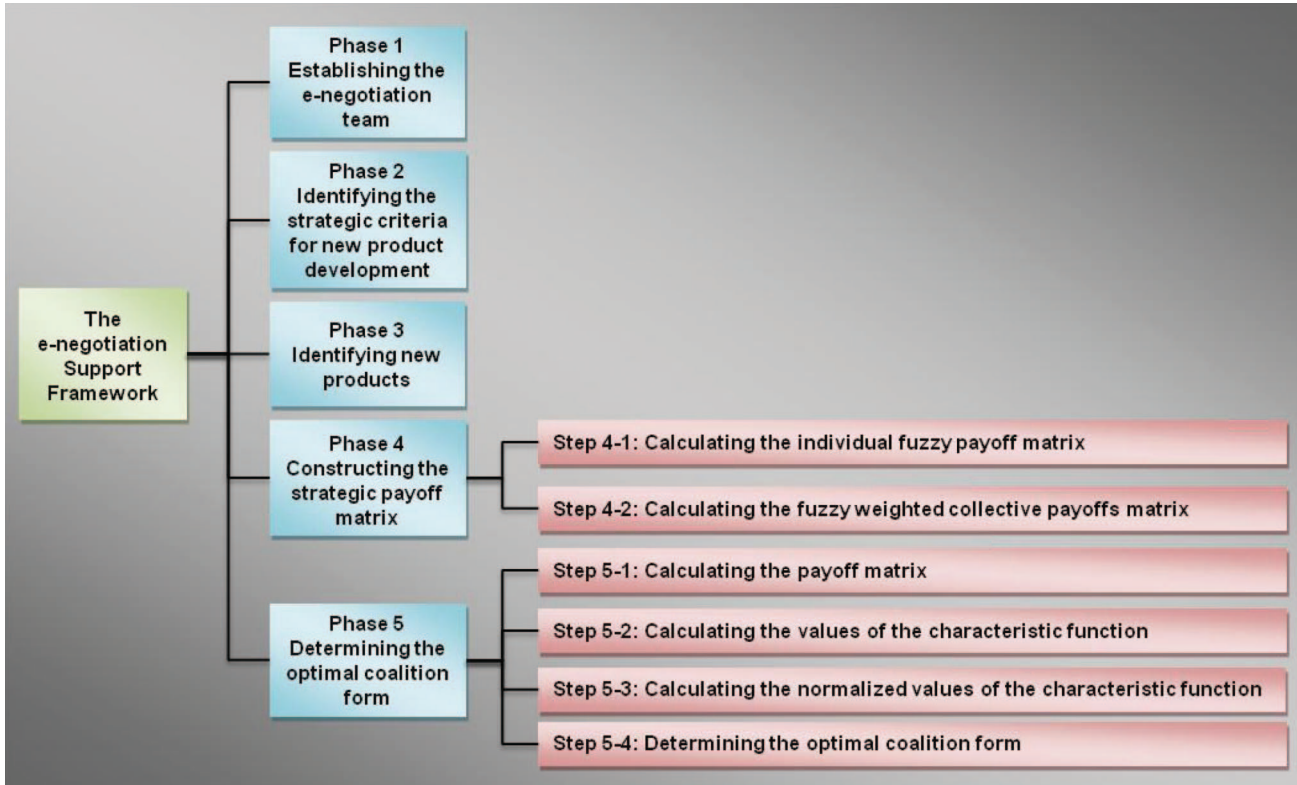 The
e-negotiation
Support
Framework
Phase 1
Establishing the
e-negotiation
team
Phase 2
Identifying the
strategic criteria
for new product
development
Phase 3
Identifying new
products
Phase 4
Constructing the
strategic payoff
matrix
Step 4-1: Calculating the individual fuzzy payoff matrix
Step 4-2: Calculating the fuzzy weighted collective payoffs matrix
Phase 5
Determining the
optimal coalition
form
Step 5-1: Calculating the payoff matrix
Step 5-2: Calculating the values of the characteristic function
Step 5-3: Calculating the normalized values of the characteristic function
Step 5-4: Determining the optimal coalition form